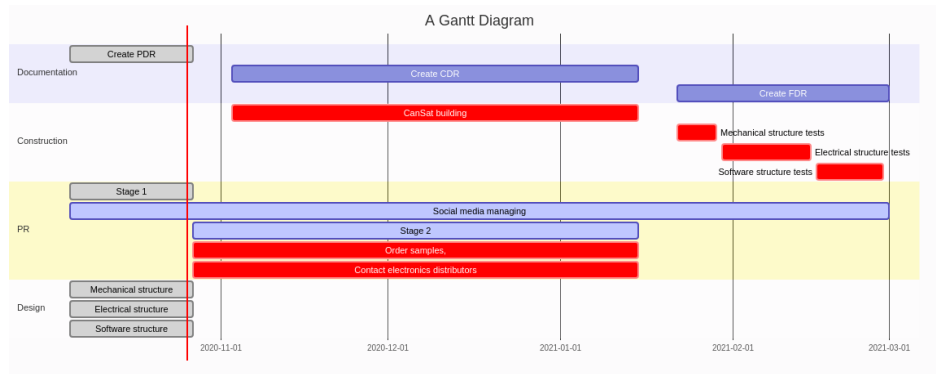 A Gantt Diagram
Create PDR
Documentation
Create CDR
Create FDR
CanSat building
Construction
Mechanical structure tests
Electrical structure tests
Software structure tests
Stage 1
Social media managing
PR
Stage 2
Order samples,
Contact electronics distributors
Mechanical structure
Design
Electrical structure
Software structure
2020-11-01 2020-12-01 2021-01-01 2021-02-01 2021-03-01